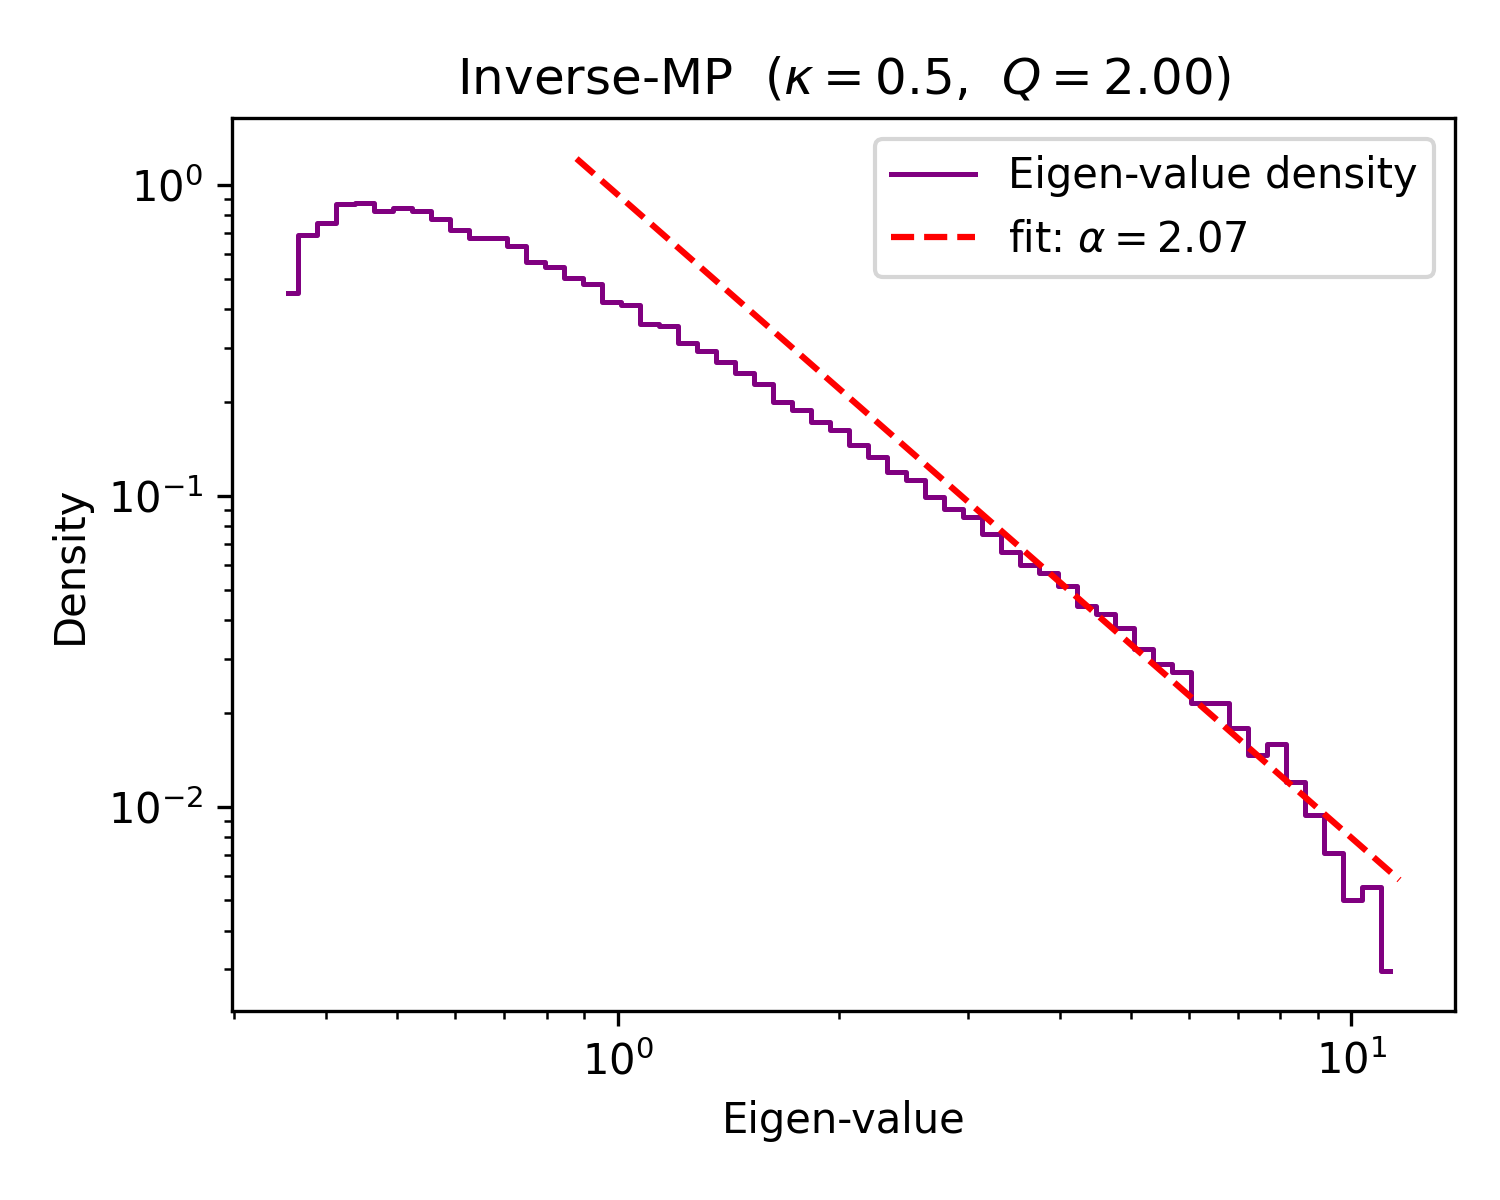 Inverse-MP (κ = 0.5, Q = 2.00)
Eigen-value density
fit: α = 2.07
10⁰
10⁻¹
10⁻²
Density
10⁰
10¹
Eigen-value